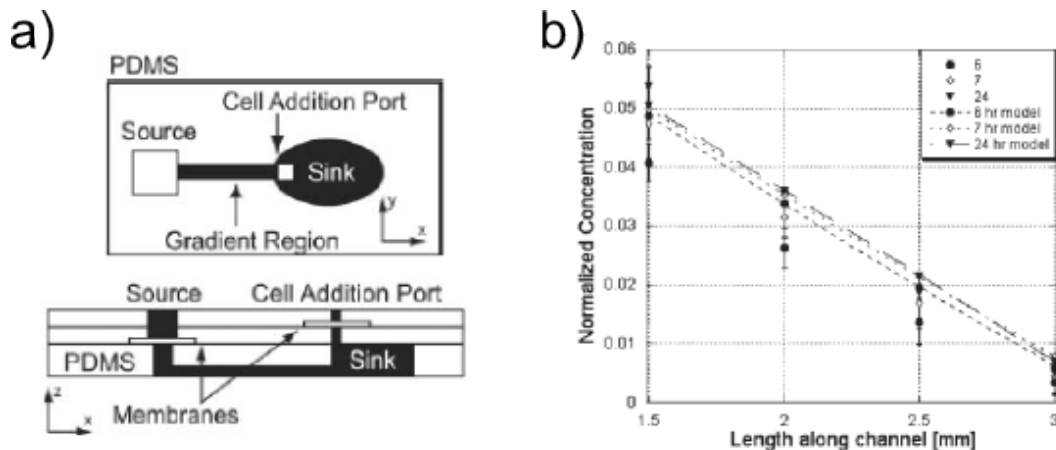 a)
PDMS
Cell Addition Port
Source
Sink
y
x
Gradient Region
Source
Cell Addition Port
PDMS
Sink
z
x
Membranes
b)
Normalized Concentration
0.06
0.05
0.04
0.03
0.02
0.01
0
6
7
24
6 hr model
7 hr model
24 hr model
1.5
2
2.5
3
Length along channel [mm]